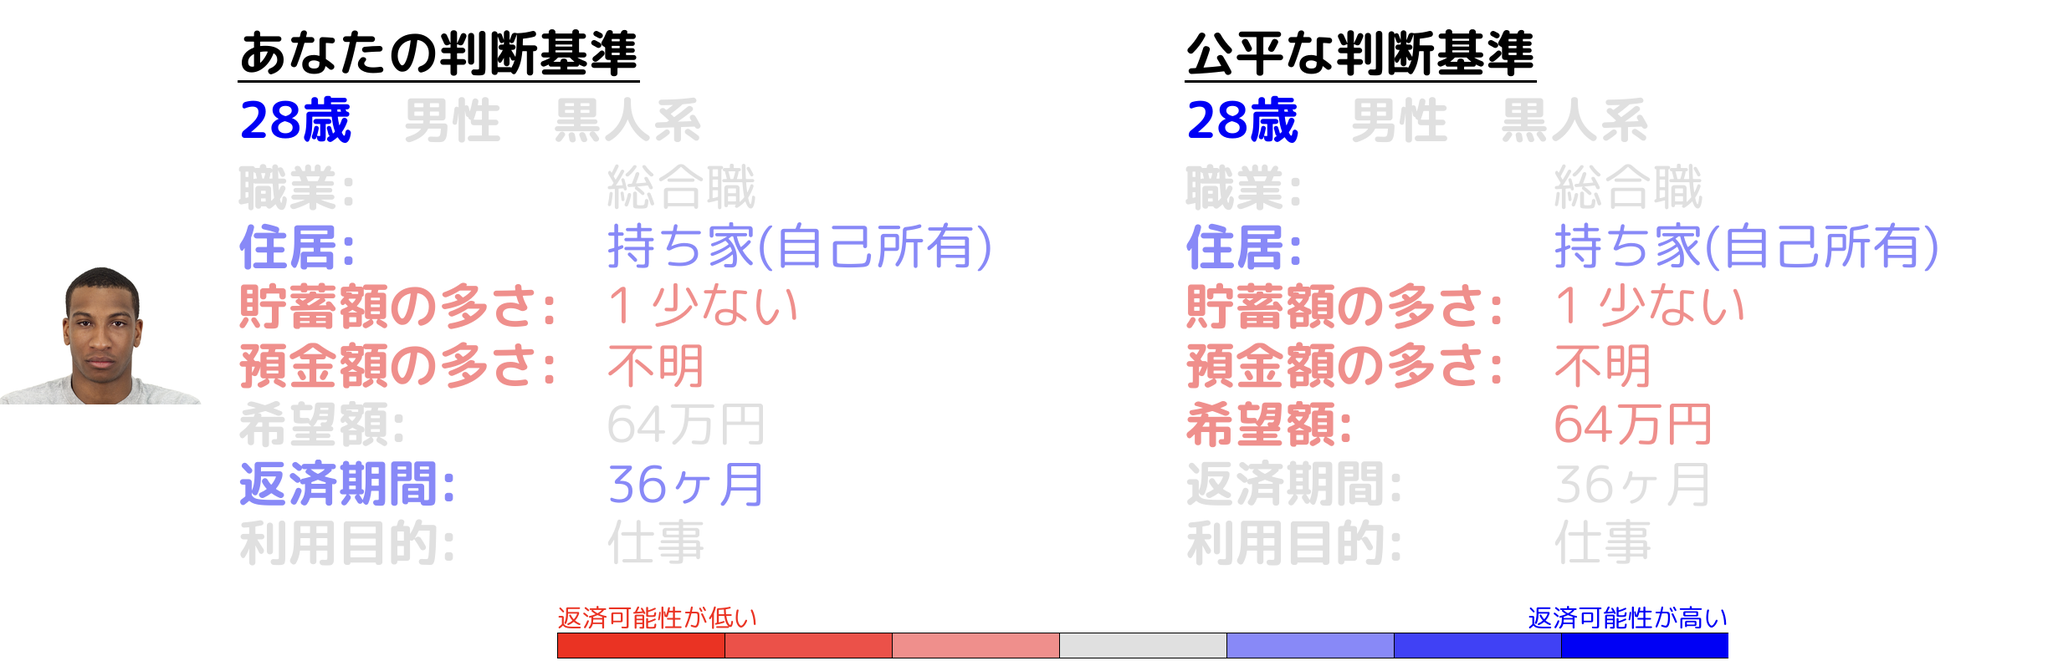 あなたの判断基準
28歳 男性 黒人系
職業: 総合職
住居: 持ち家(自己所有)
貯蓄額の多さ: 1 少ない
預金額の多さ: 不明
希望額: 64万円
返済期間: 36ヶ月
利用目的: 仕事
公平な判断基準
28歳 男性 黒人系
職業: 総合職
住居: 持ち家(自己所有)
貯蓄額の多さ: 1 少ない
預金額の多さ: 不明
希望額: 64万円
返済期間: 36ヶ月
利用目的: 仕事
返済可能性が低い
返済可能性が高い